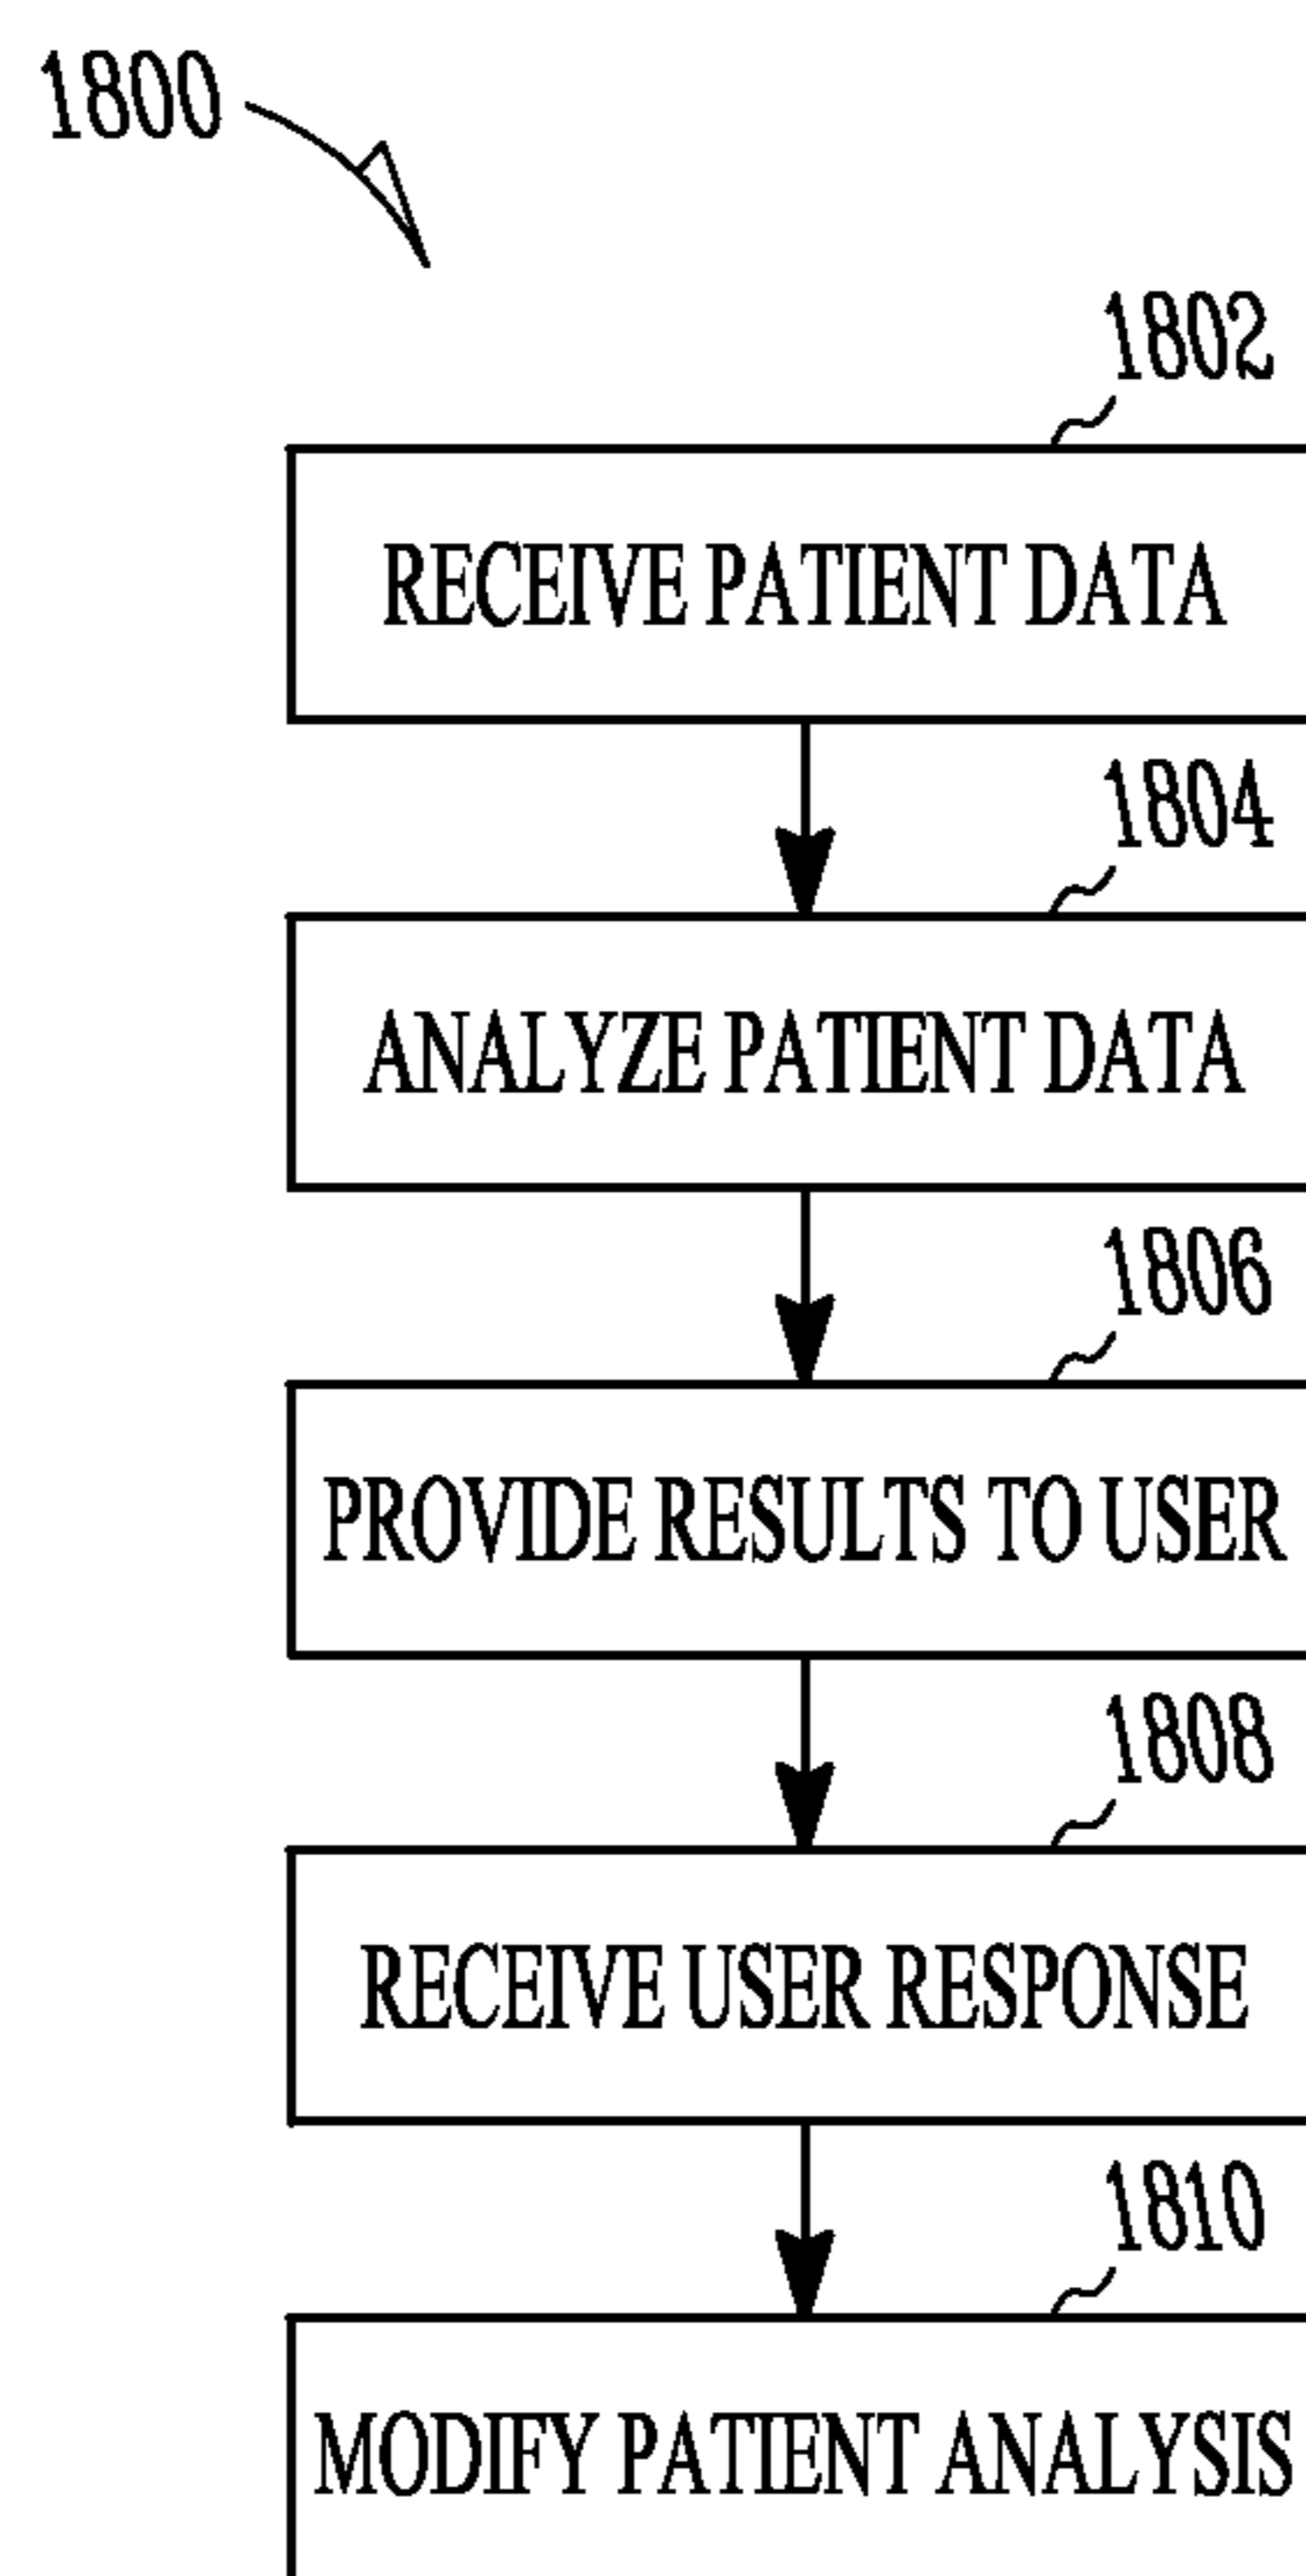 1800
1802
RECEIVE PATIENT DATA
1804
ANALYZE PATIENT DATA
1806
PROVIDE RESULTS TO USER
1808
RECEIVE USER RESPONSE
1810
MODIFY PATIENT ANALYSIS